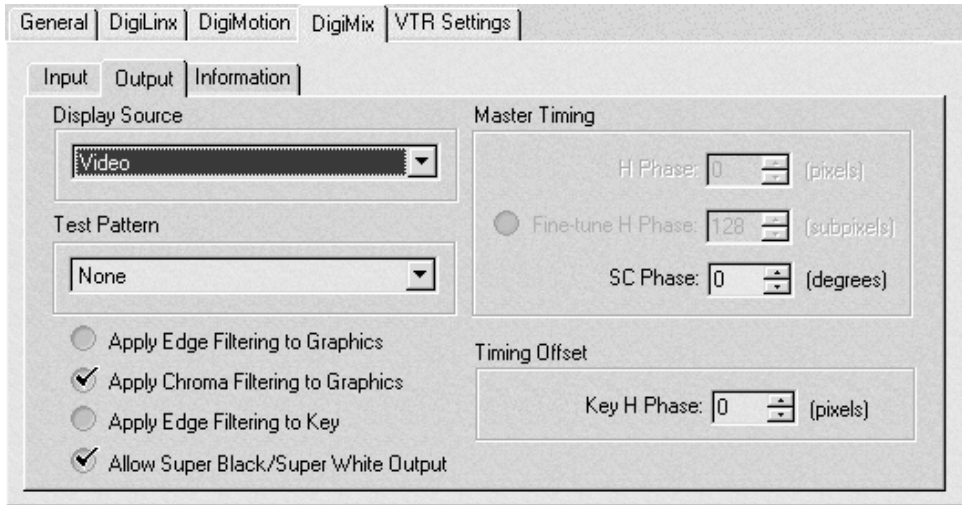 General DigiLinx DigiMotion DigiMix VTR Settings
Input Output Information
Display Source
Video
Test Pattern
None
Apply Edge Filtering to Graphics
Apply Chroma Filtering to Graphics
Apply Edge Filtering to Key
Allow Super Black/Super White Output
Master Timing
H Phase: 0 (pixels)
Fine-tune H Phase: 128 (subpixels)
SC Phase: 0 (degrees)
Timing Offset
Key H Phase: 0 (pixels)